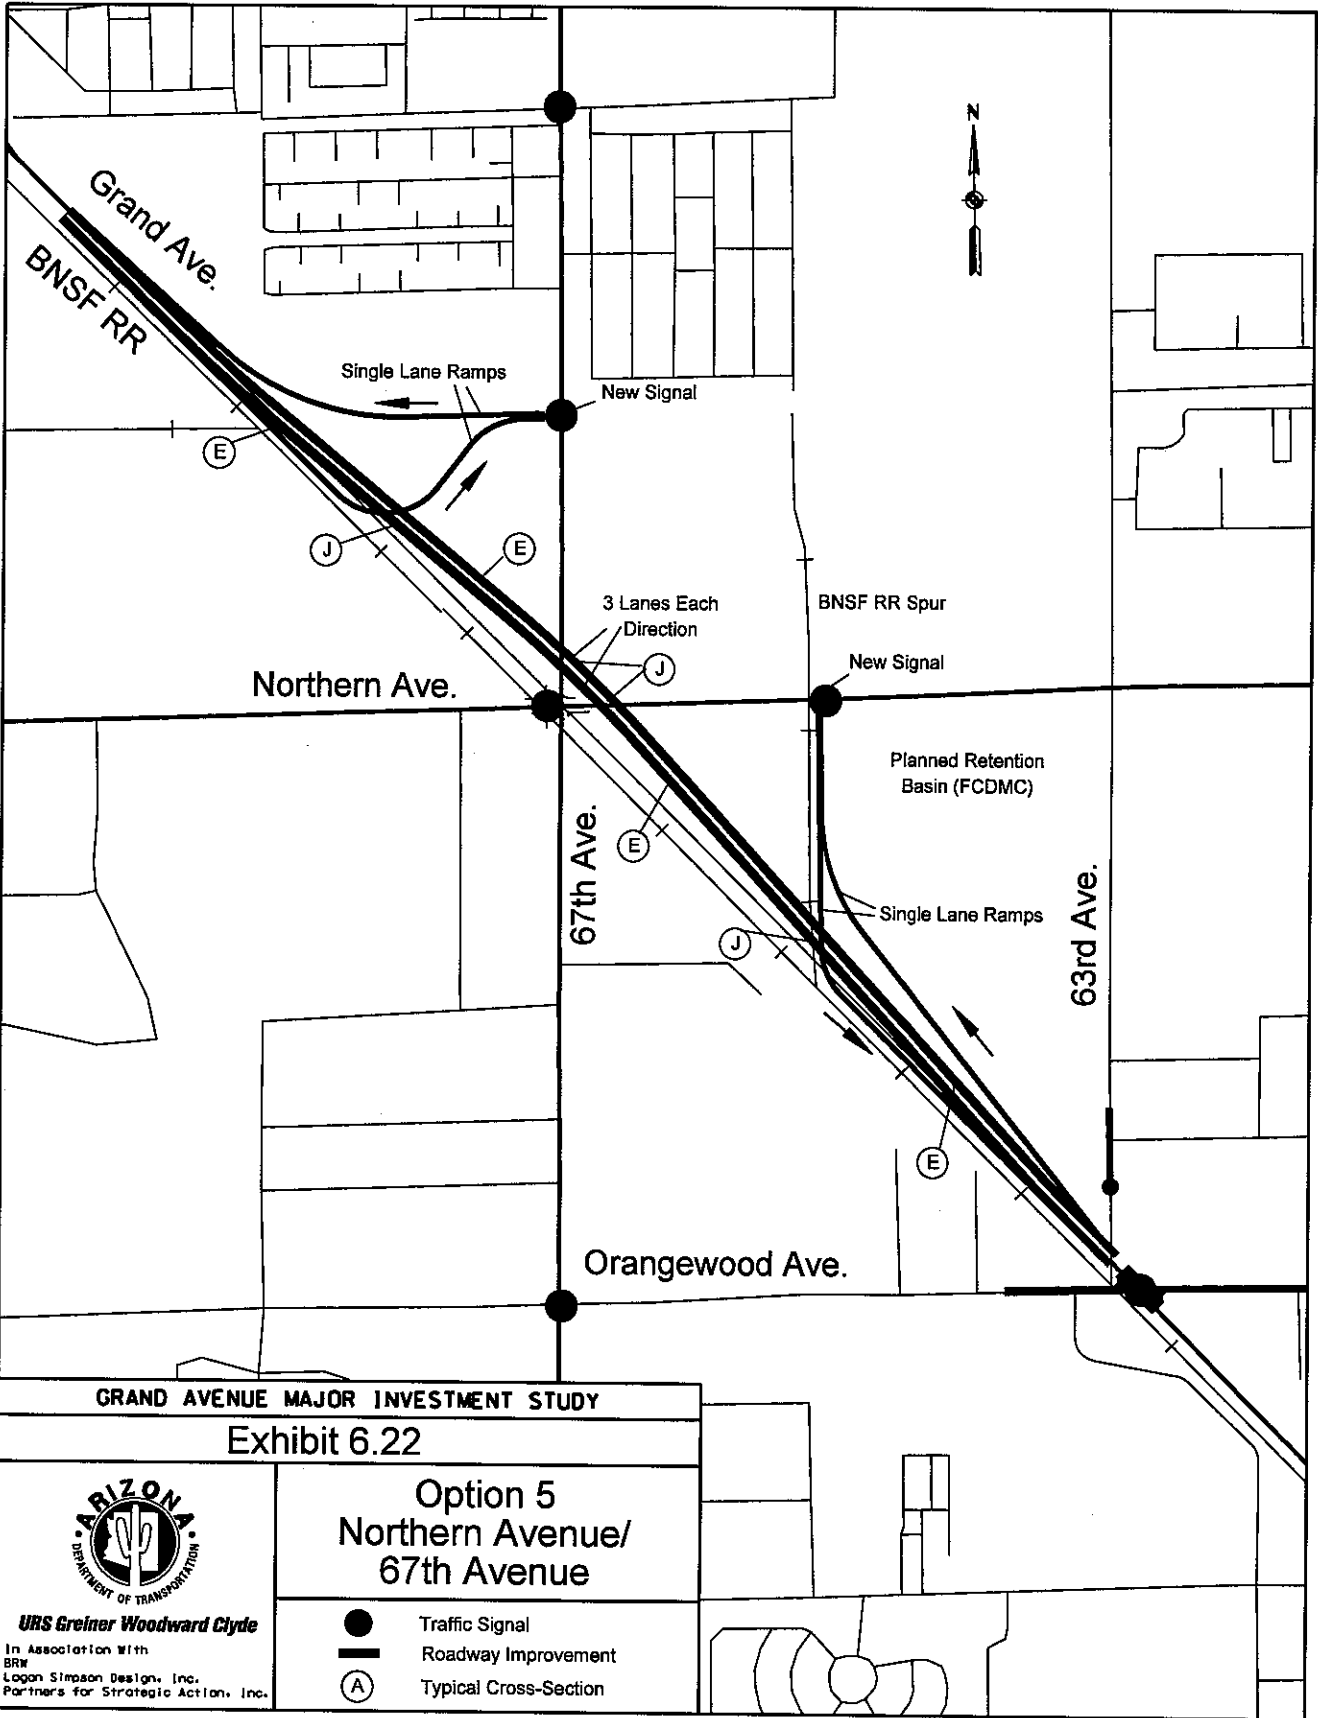 N
Grand Ave.
BNSF RR
Single Lane Ramps
New Signal
E
J
E
3 Lanes Each
Direction
BNSF RR Spur
J
New Signal
Northern Ave.
Planned Retention
Basin (FCDMC)
67th Ave.
E
63rd Ave.
Single Lane Ramps
J
E
Orangewood Ave.
GRAND AVENUE MAJOR INVESTMENT STUDY
Exhibit 6.22
ARIZONA
DEPARTMENT OF TRANSPORTATION
URS Greiner Woodward Clyde
In Association With
BRW
Logan Simpson Design, Inc.
Partners for Strategic Action, Inc.
Option 5
Northern Avenue/
67th Avenue
Traffic Signal
Roadway Improvement
A Typical Cross-Section